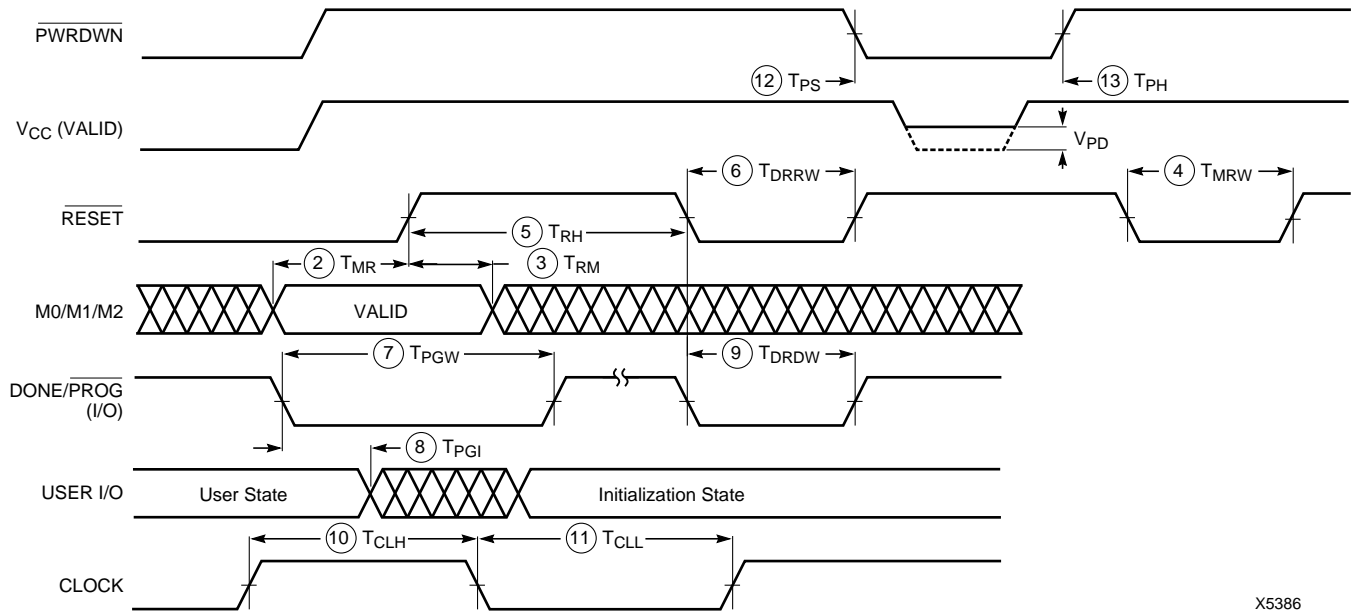 PWRDWN
12 TPS
13 TPH
VCC (VALID)
VPD
6 TDRRW
4 TMRW
RESET
5 TRH
2 TMR
3 TRM
M0/M1/M2
VALID
7 TPGW
9 TDRDW
DONE/PROG
(I/O)
8 TPGI
USER I/O
User State
Initialization State
10 TCLH
11 TCLL
CLOCK
X5386